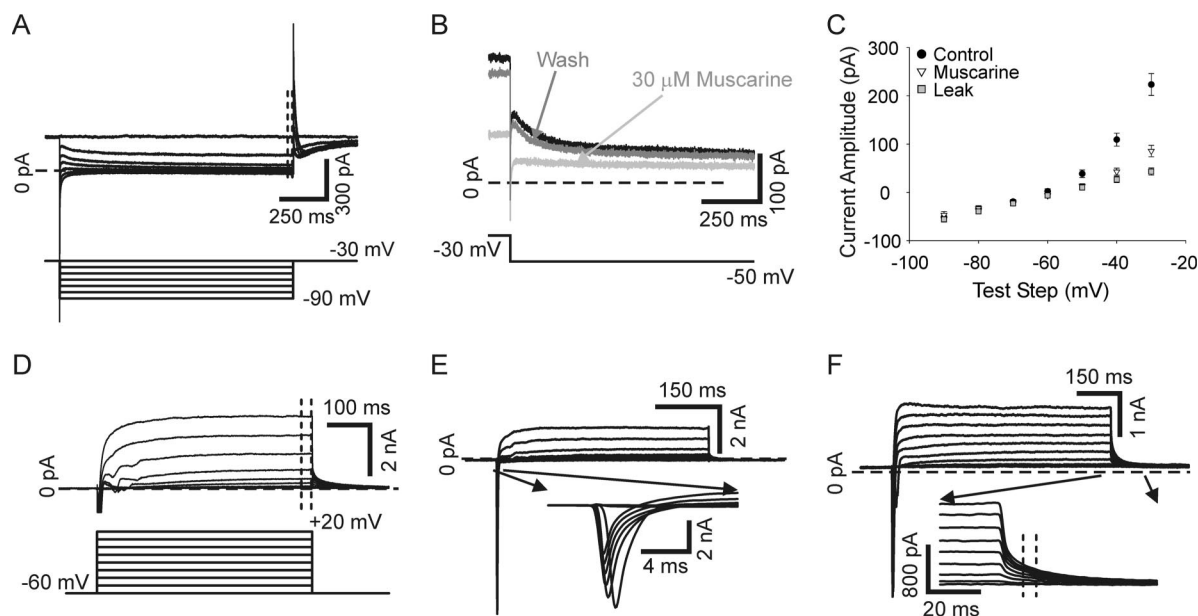 A
0 pA
300 pA
250 ms
-30 mV
-90 mV
B
Wash
30 μM Muscarine
0 pA
100 pA
250 ms
-30 mV
-50 mV
C
Current Amplitude (pA)
300
200
100
0
-100
Control
Muscarine
Leak
-100
-80
-60
-40
-20
Test Step (mV)
D
100 ms
2 nA
0 pA
+20 mV
-60 mV
E
150 ms
2 nA
0 pA
4 ms
2 nA
F
150 ms
1 nA
0 pA
800 pA
20 ms